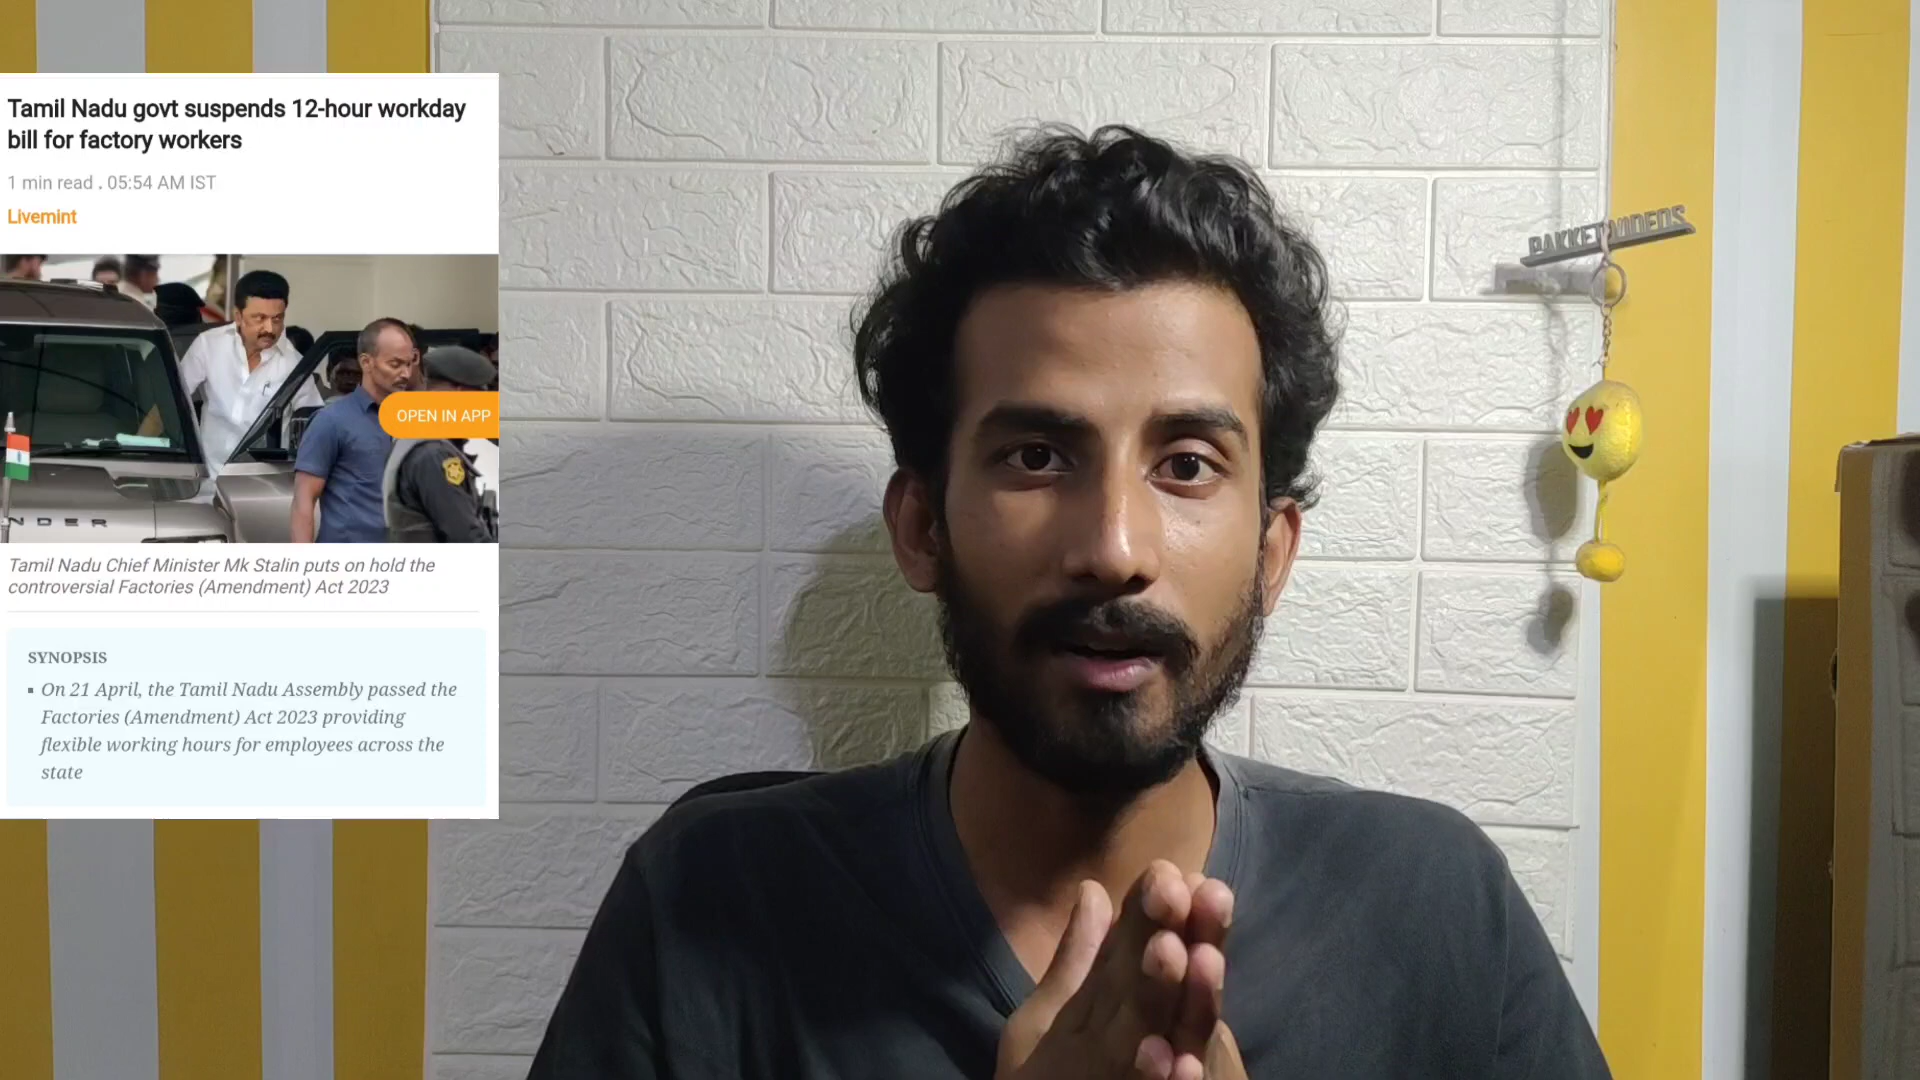 Tamil Nadu govt suspends 12-hour workday
bill for factory workers
1 min read . 05:54 AM IST
Livemint
OPEN IN APP
NDER
Tamil Nadu Chief Minister Mk Stalin puts on hold the
controversial Factories (Amendment) Act 2023
SYNOPSIS
▪ On 21 April, the Tamil Nadu Assembly passed the
Factories (Amendment) Act 2023 providing
flexible working hours for employees across the
state
PAKKET VIDEOS